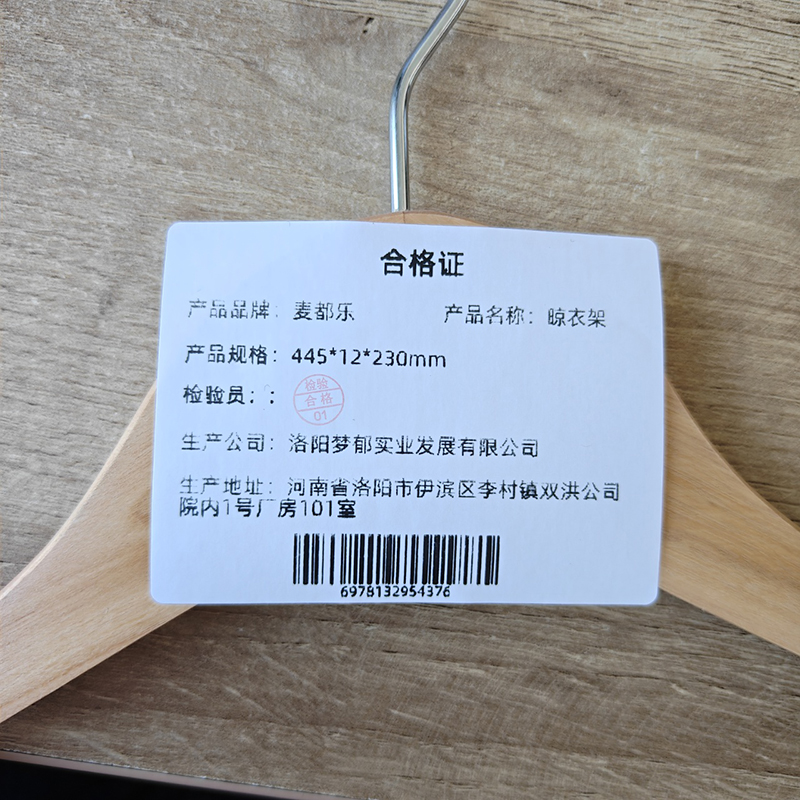 合格证
产品品牌：麦都乐 产品名称：晾衣架
产品规格：445*12*230mm
检验员：：
检验
合格
01
生产公司：洛阳梦郁实业发展有限公司
生产地址：河南省洛阳市伊滨区李村镇双洪公司
院内1号厂房101室
6978132954376